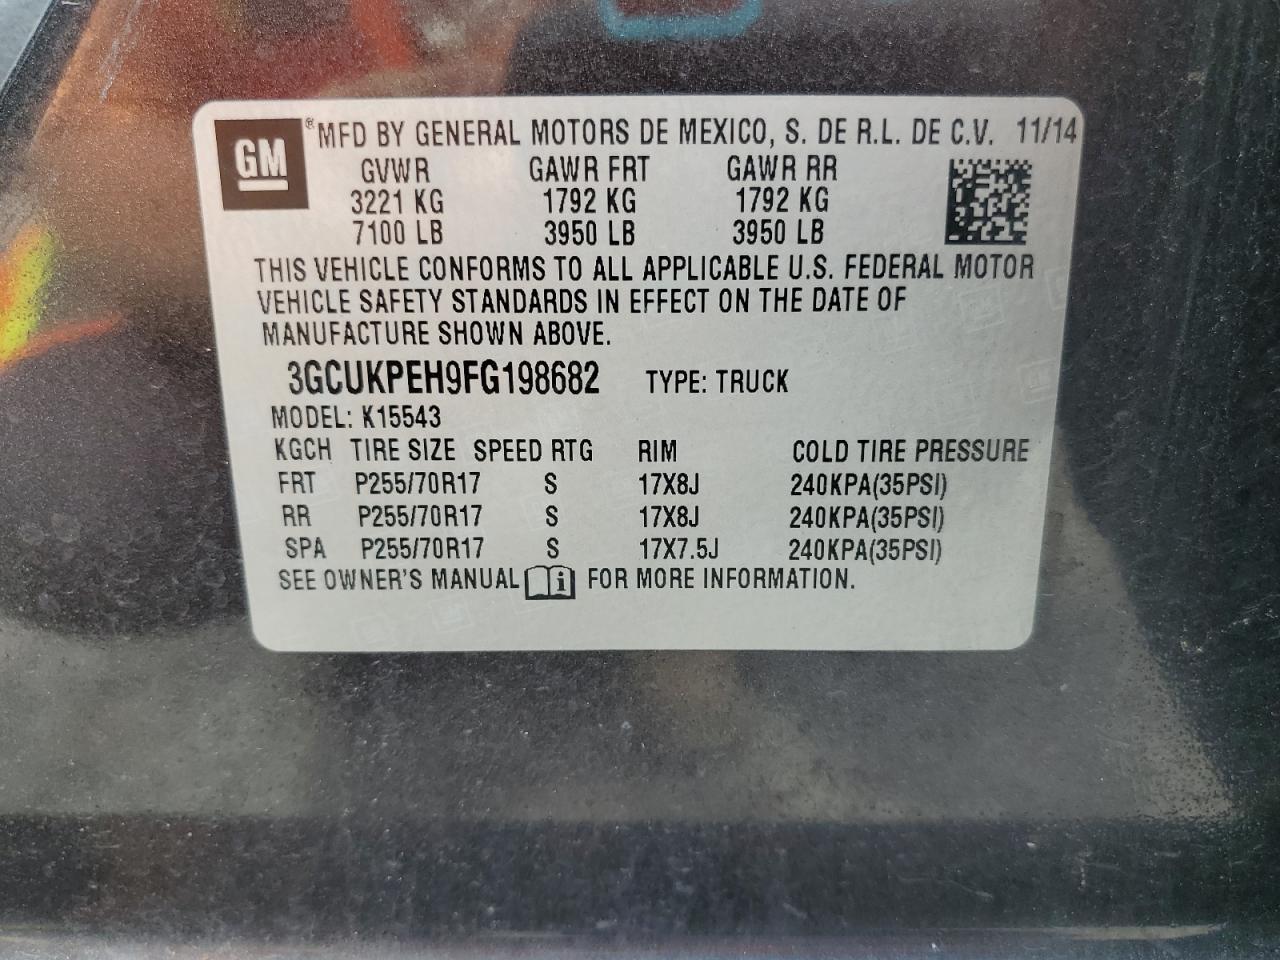 GM ® MFD BY GENERAL MOTORS DE MEXICO, S. DE R.L. DE C.V. 11/14
GVWR GAWR FRT GAWR RR
3221 KG 1792 KG 1792 KG
7100 LB 3950 LB 3950 LB
THIS VEHICLE CONFORMS TO ALL APPLICABLE U.S. FEDERAL MOTOR
VEHICLE SAFETY STANDARDS IN EFFECT ON THE DATE OF
MANUFACTURE SHOWN ABOVE.
3GCUKPEH9FG198682 TYPE: TRUCK
MODEL: K15543
KGCH TIRE SIZE SPEED RTG RIM COLD TIRE PRESSURE
FRT P255/70R17 S 17X8J 240KPA(35PSI)
RR P255/70R17 S 17X8J 240KPA(35PSI)
SPA P255/70R17 S 17X7.5J 240KPA(35PSI)
SEE OWNER'S MANUAL i FOR MORE INFORMATION.